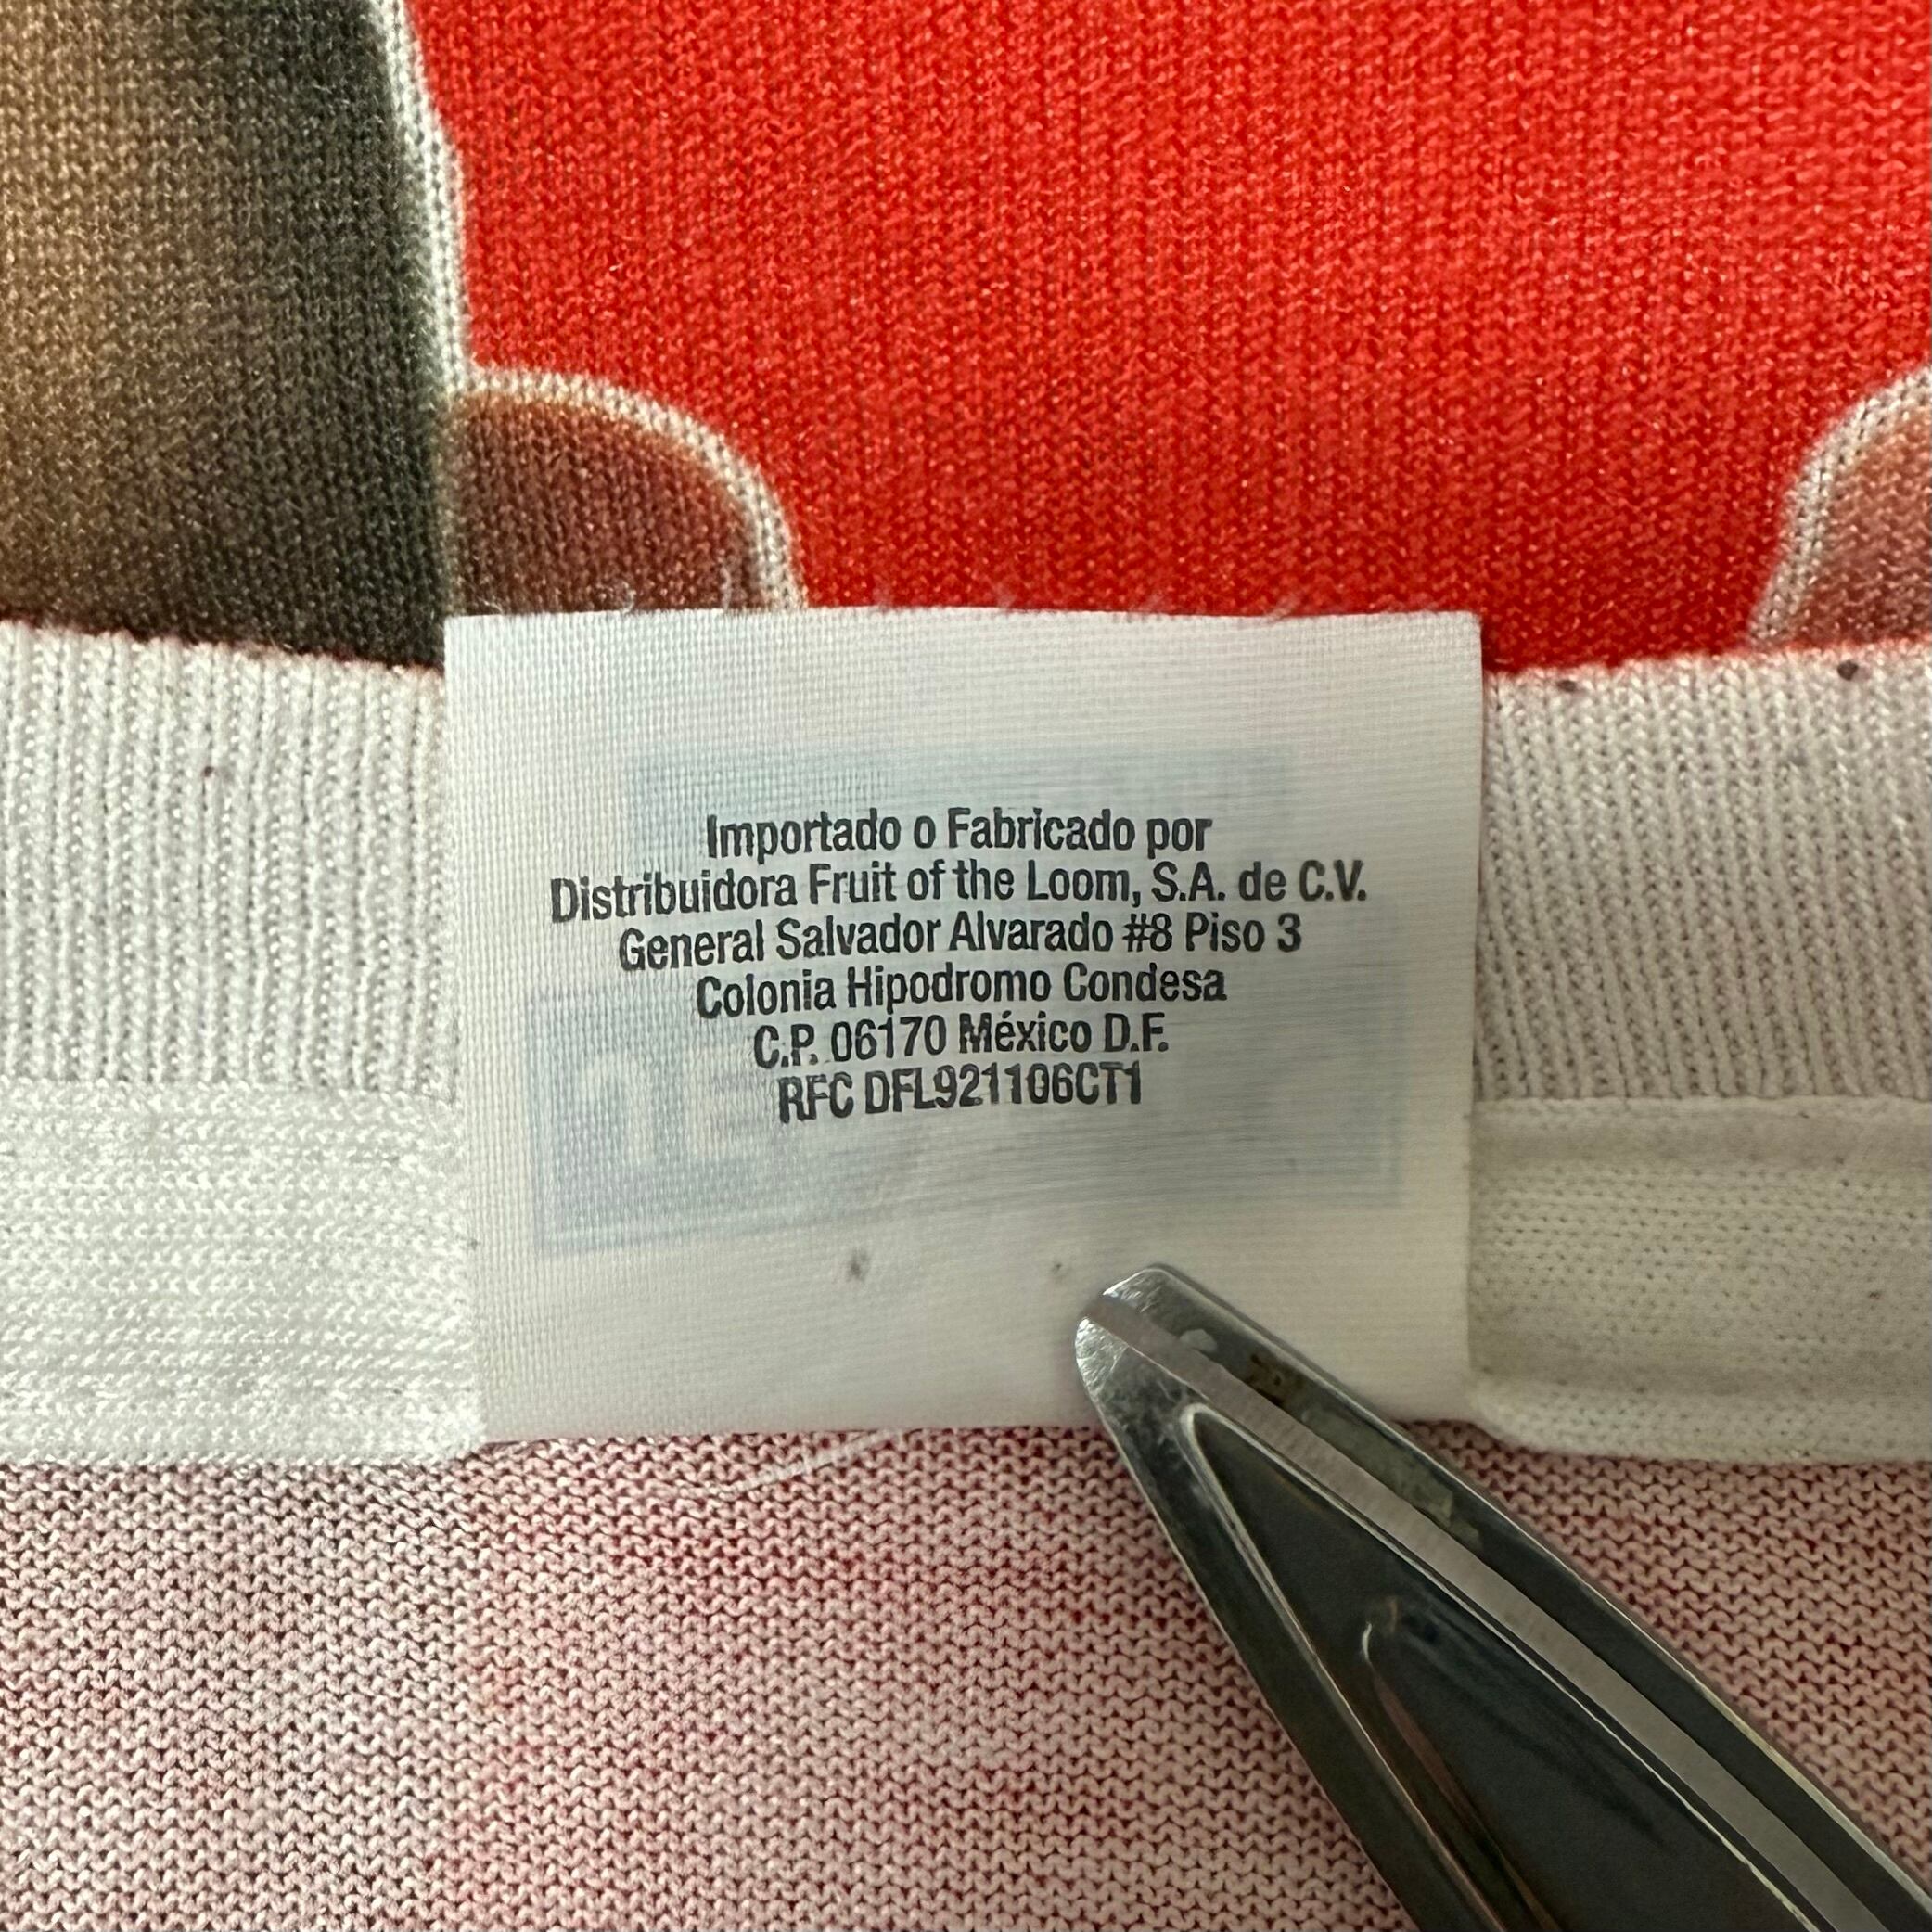 Importado o Fabricado por
Distribuidora Fruit of the Loom, S.A. de C.V.
General Salvador Alvarado #8 Piso 3
Colonia Hipodromo Condesa
C.P. 06170 México D.F.
RFC DFL921106CT1